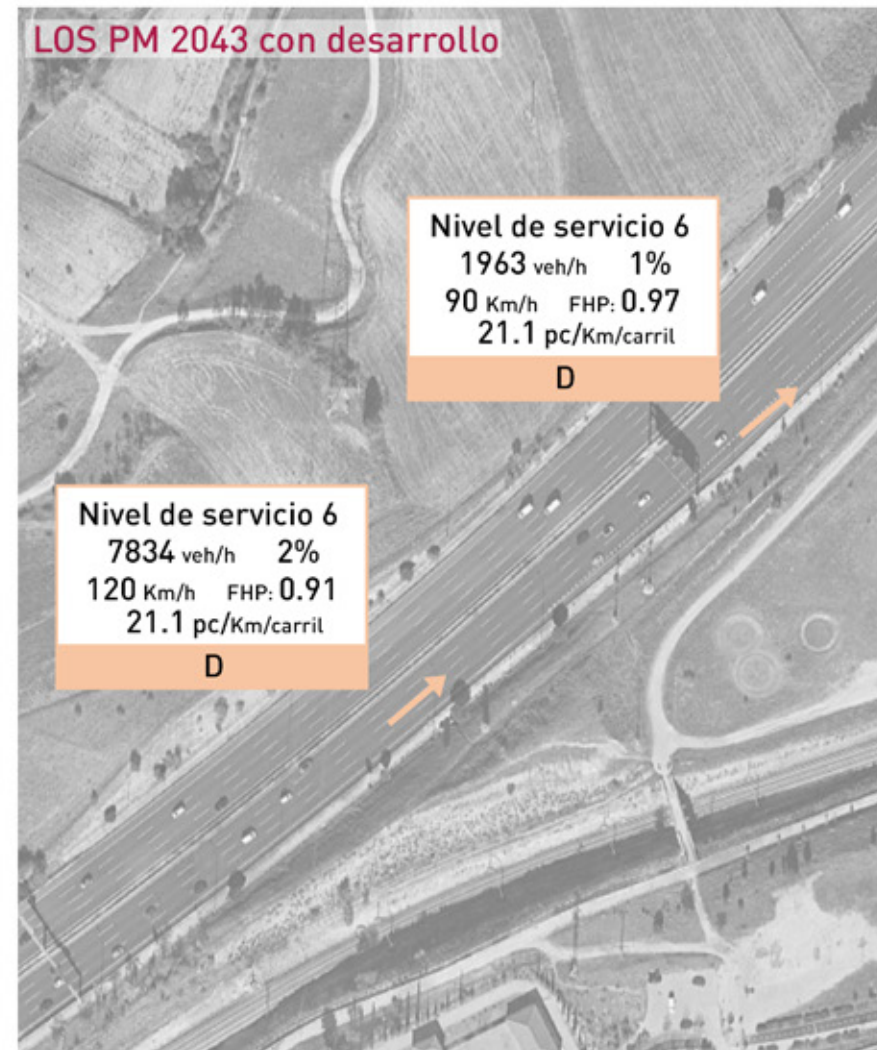 LOS PM 2043 con desarrollo
Nivel de servicio 6
1963 veh/h 1%
90 Km/h FHP: 0.97
21.1 pc/Km/carril
D
Nivel de servicio 6
7834 veh/h 2%
120 Km/h FHP: 0.91
21.1 pc/Km/carril
D